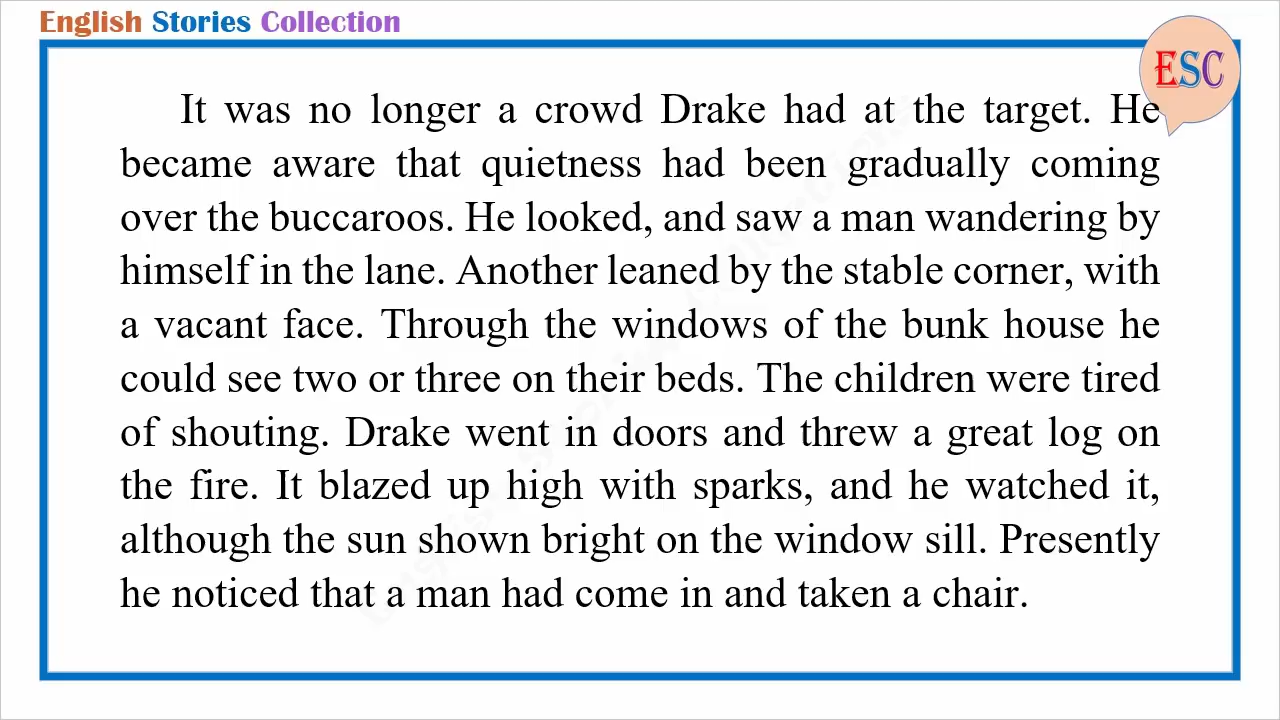 English Stories Collection
ESC
It was no longer a crowd Drake had at the target. He
became aware that quietness had been gradually coming
over the buccaroos. He looked, and saw a man wandering by
himself in the lane. Another leaned by the stable corner, with
a vacant face. Through the windows of the bunk house he
could see two or three on their beds. The children were tired
of shouting. Drake went in doors and threw a great log on
the fire. It blazed up high with sparks, and he watched it,
although the sun shown bright on the window sill. Presently
he noticed that a man had come in and taken a chair.